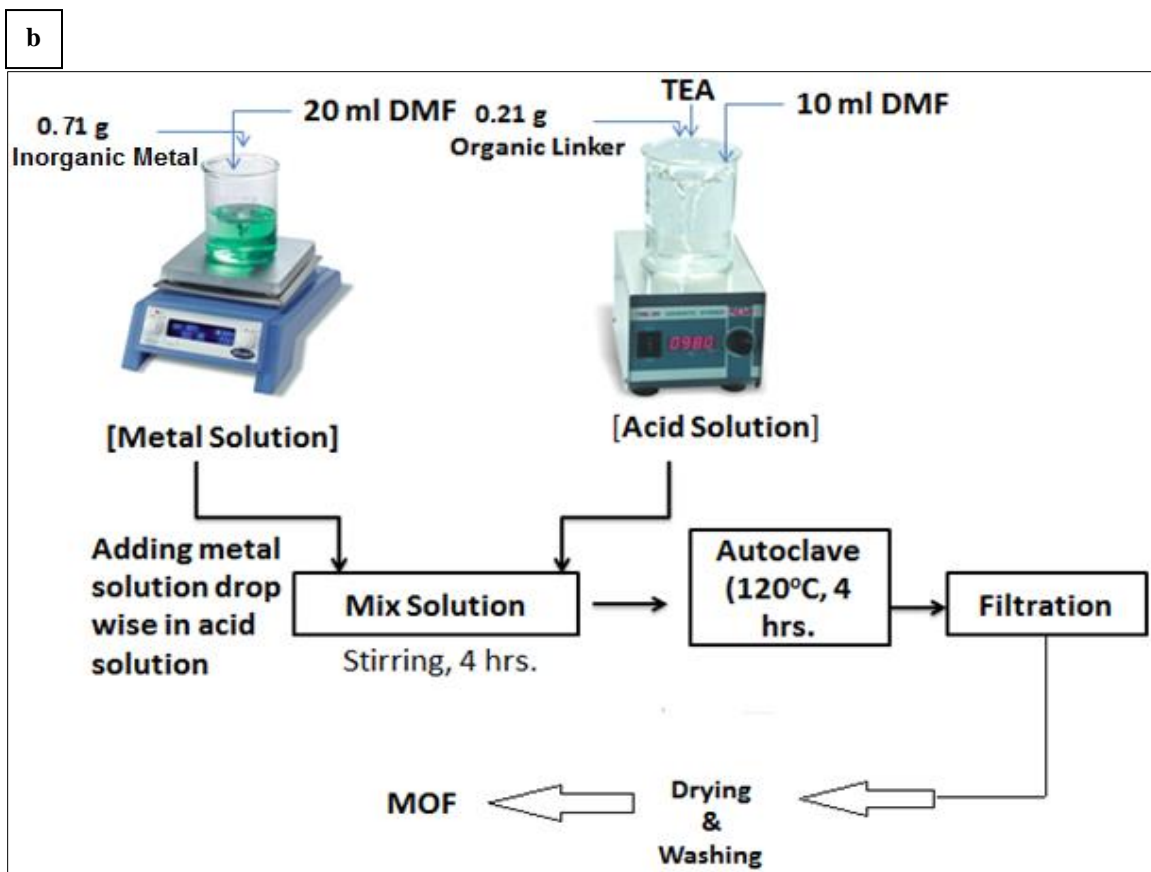 b
0.71 g
Inorganic Metal
20 ml DMF
0.21 g
Organic Linker
TEA
10 ml DMF
0980
[Metal Solution]
[Acid Solution]
Adding metal
solution drop
wise in acid
solution
Mix Solution
Stirring, 4 hrs.
Autoclave
(120°C, 4
hrs.
Filtration
Drying
&
Washing
MOF